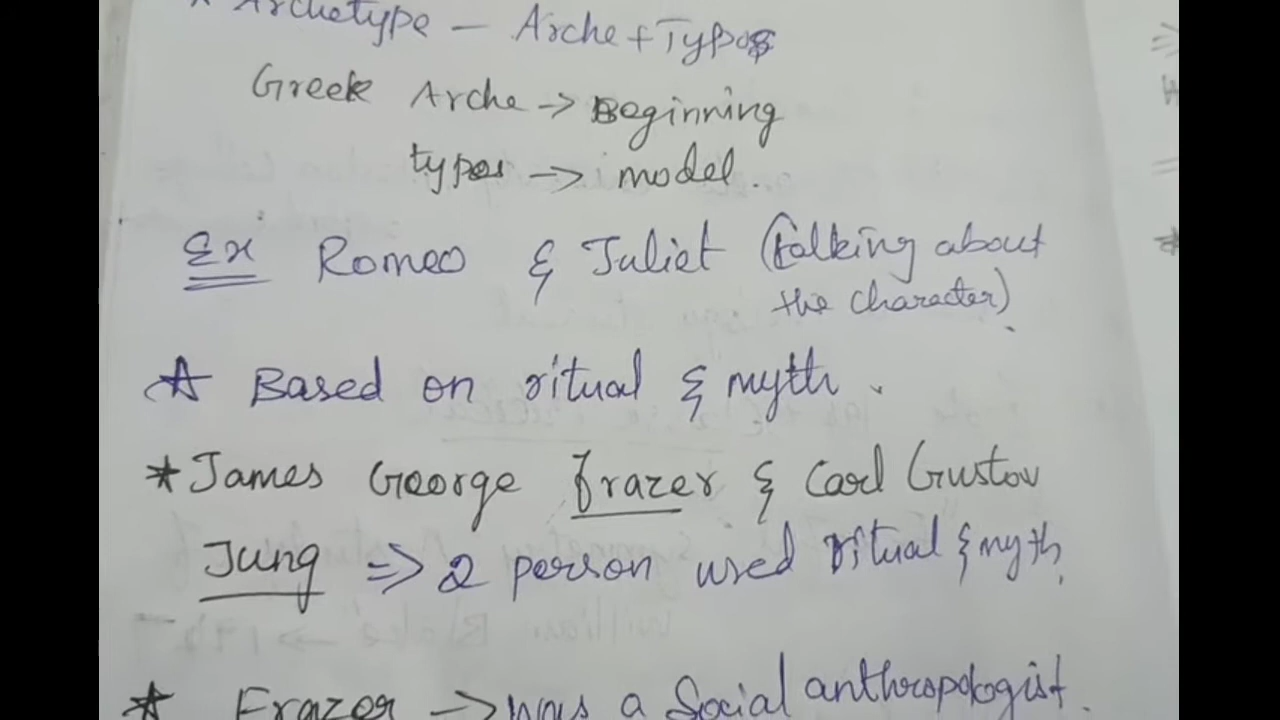 * Archetype - Arche + Typos
Greek Arche -> Beginning
typos -> model.
Ex Romeo & Juliet (talking about
the character).
* Based on ritual & myth.
* James George Frazer & Carl Gustov
Jung => 2 person used ritual & myth.
* Frazer -> was a Social anthropologist.